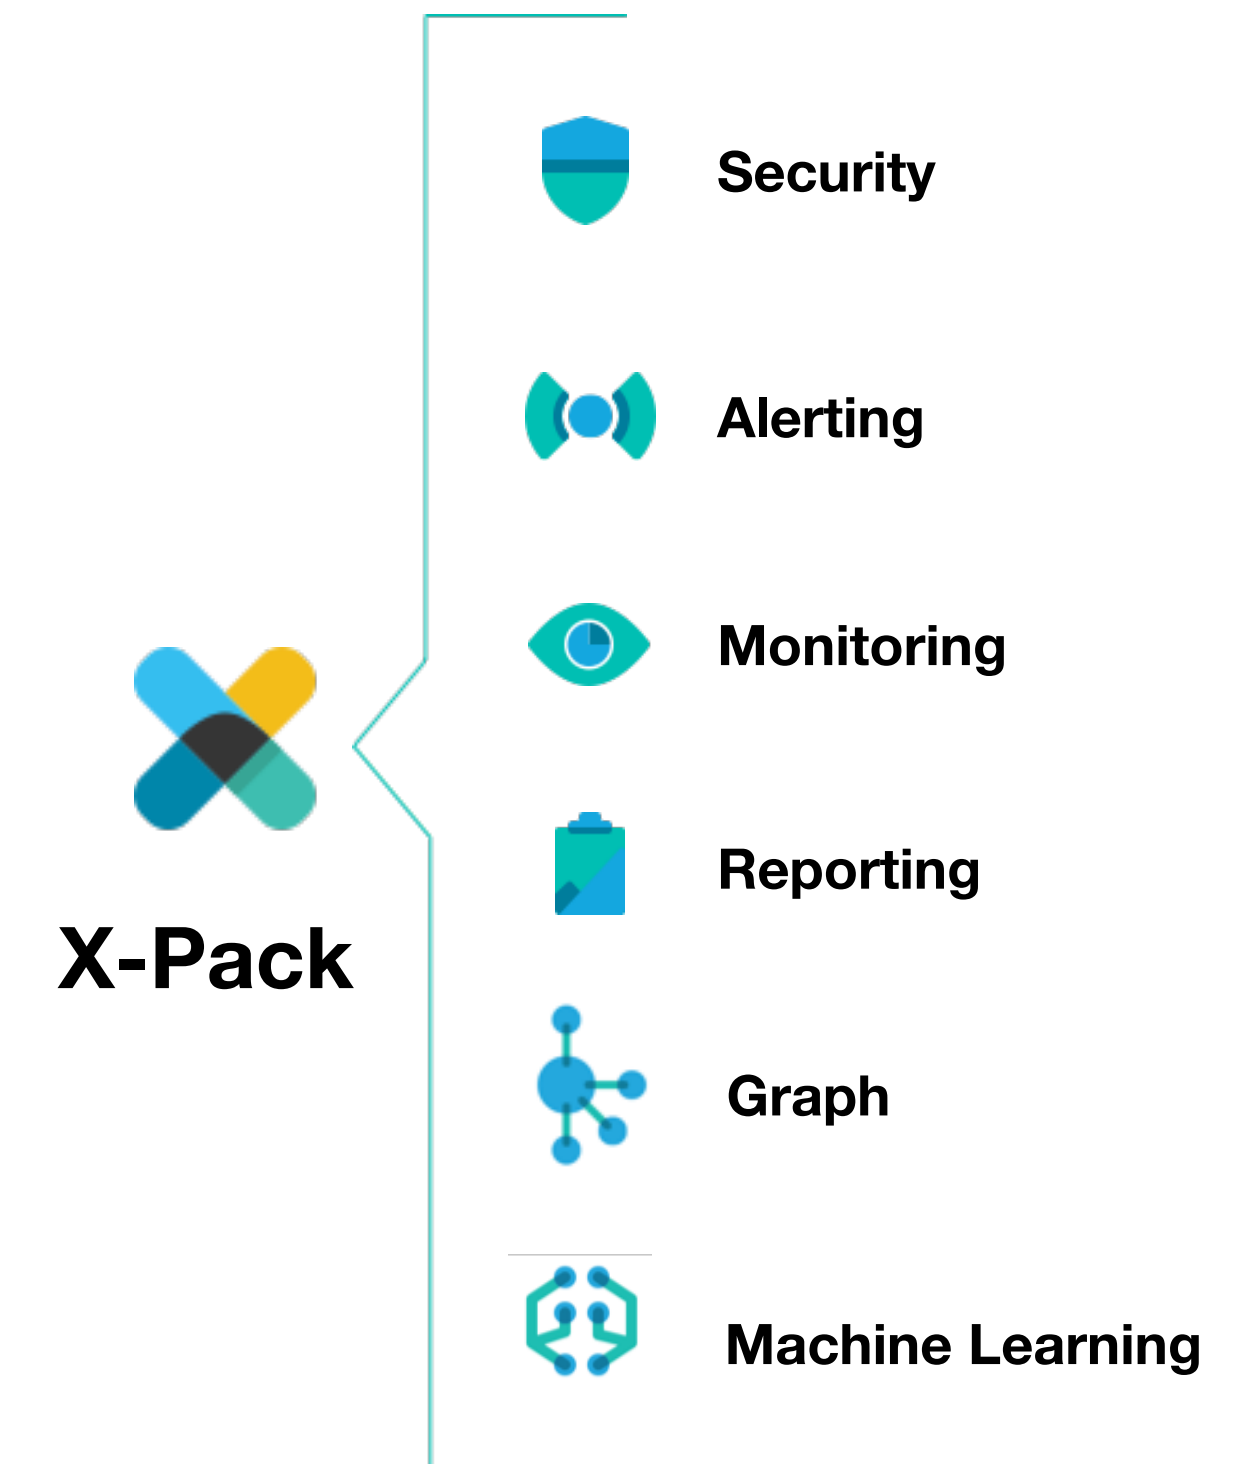 Security
Alerting
Monitoring
Reporting
X-Pack
Graph
Machine Learning